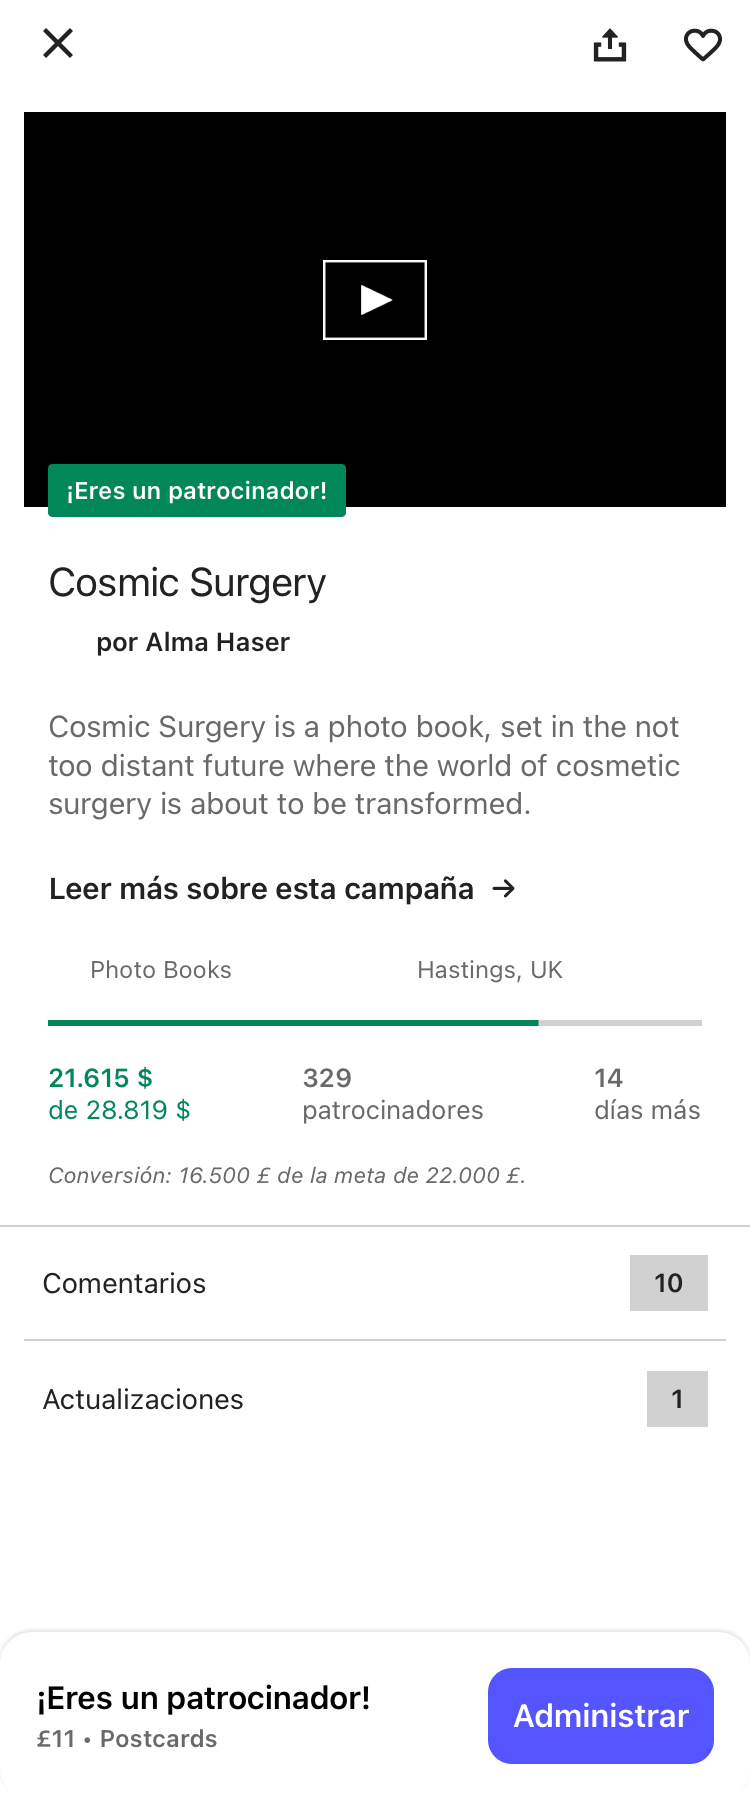 ¡Eres un patrocinador!
Cosmic Surgery
por Alma Haser
Cosmic Surgery is a photo book, set in the not
too distant future where the world of cosmetic
surgery is about to be transformed.
Leer más sobre esta campaña →
Photo Books
Hastings, UK
21.615 $
de 28.819 $
329
patrocinadores
14
días más
Conversión: 16.500 £ de la meta de 22.000 £.
Comentarios
10
Actualizaciones
1
¡Eres un patrocinador!
£11 • Postcards
Administrar